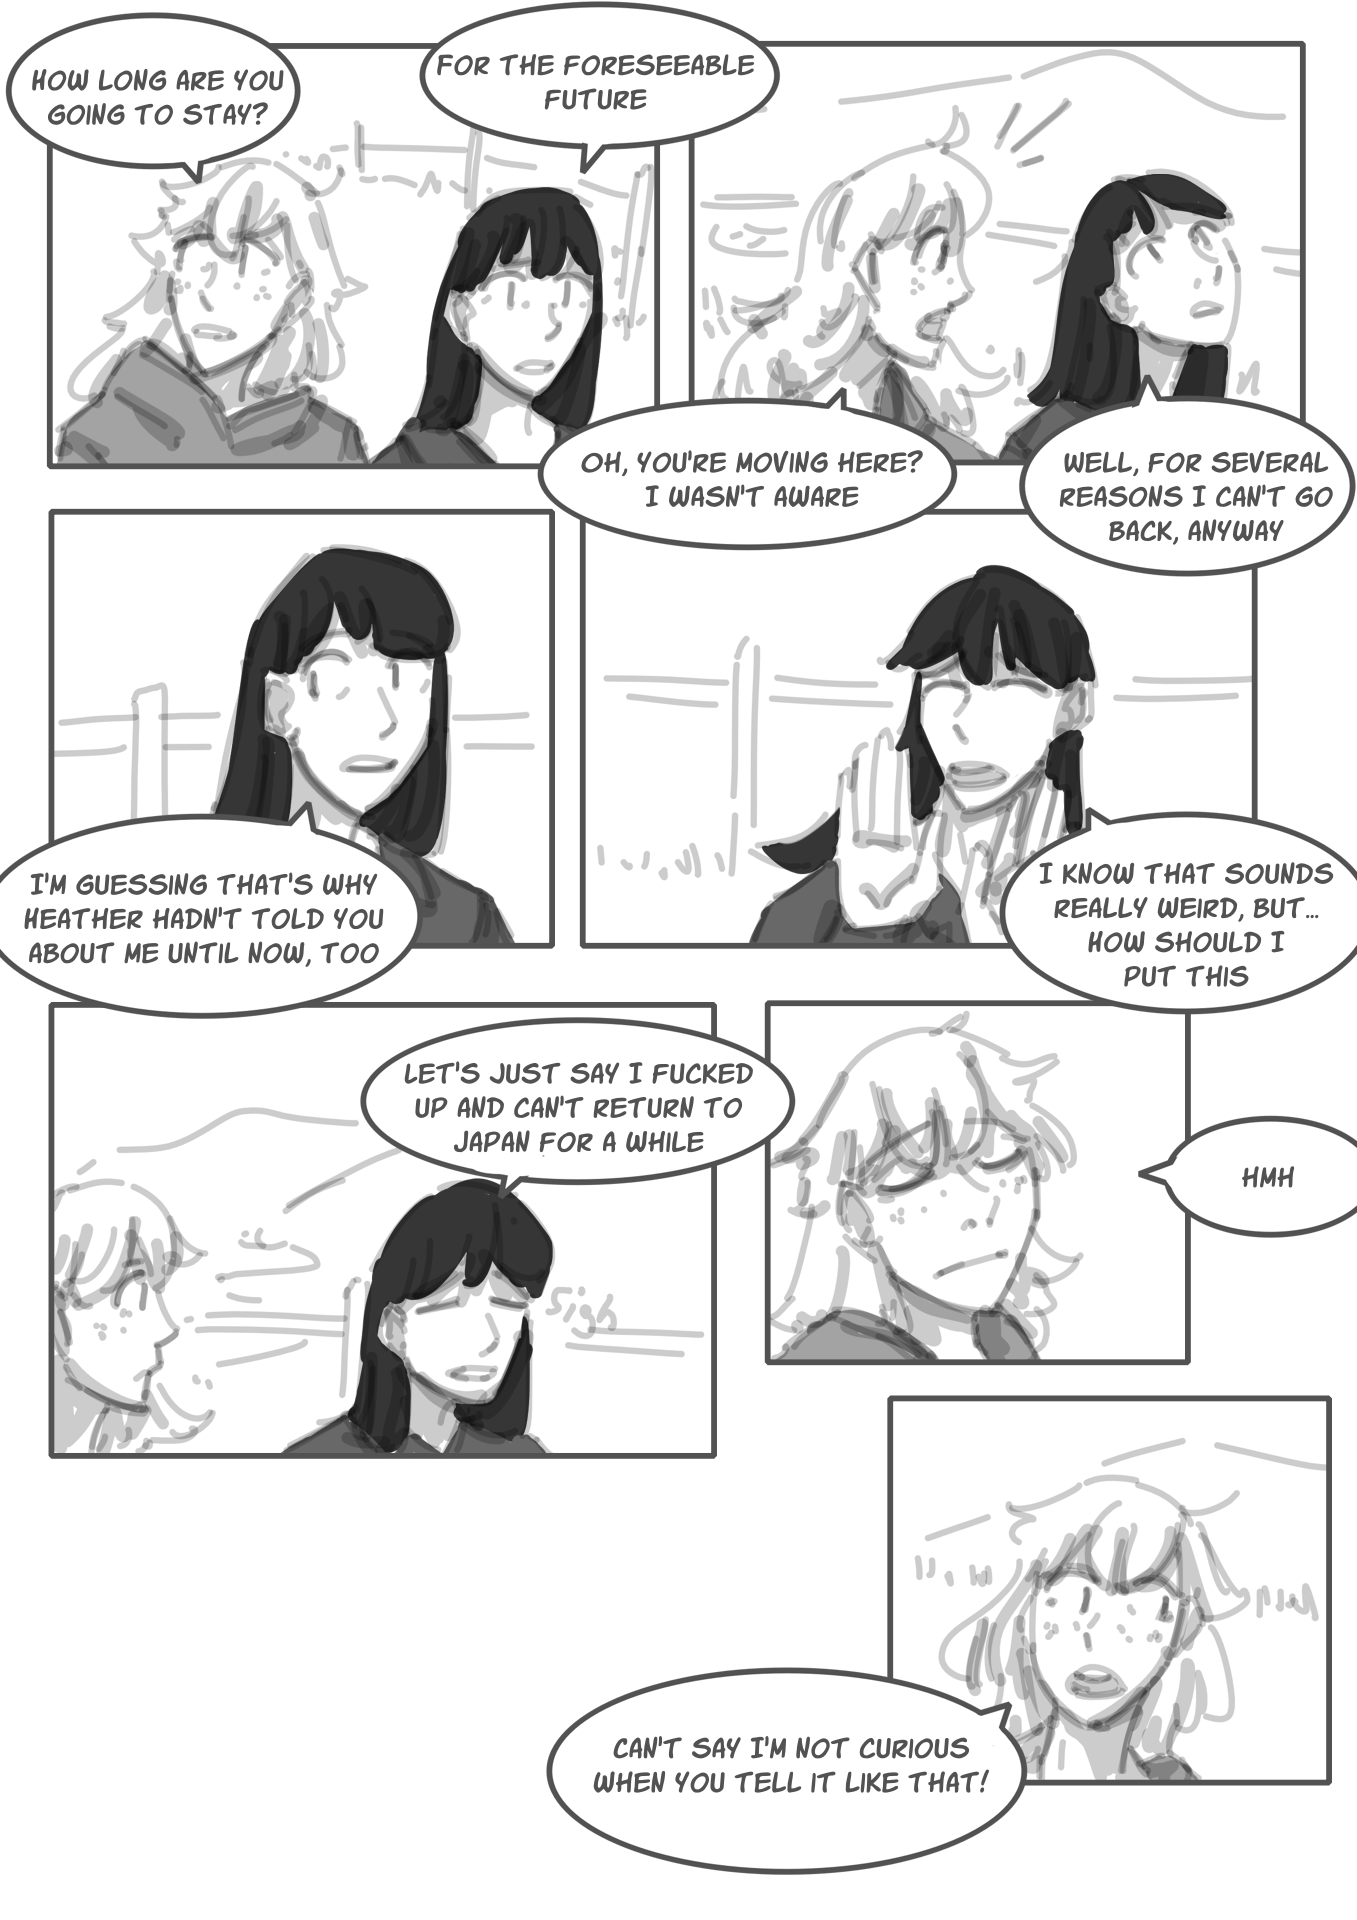 HOW LONG ARE YOU
GOING TO STAY?
FOR THE FORESEEABLE
FUTURE
OH, YOU'RE MOVING HERE?
I WASN'T AWARE
WELL, FOR SEVERAL
REASONS I CAN'T GO
BACK, ANYWAY
I'M GUESSING THAT'S WHY
HEATHER HADN'T TOLD YOU
ABOUT ME UNTIL NOW, TOO
I KNOW THAT SOUNDS
REALLY WEIRD, BUT...
HOW SHOULD I
PUT THIS
LET'S JUST SAY I FUCKED
UP AND CAN'T RETURN TO
JAPAN FOR A WHILE
sigh
HMH
CAN'T SAY I'M NOT CURIOUS
WHEN YOU TELL IT LIKE THAT!